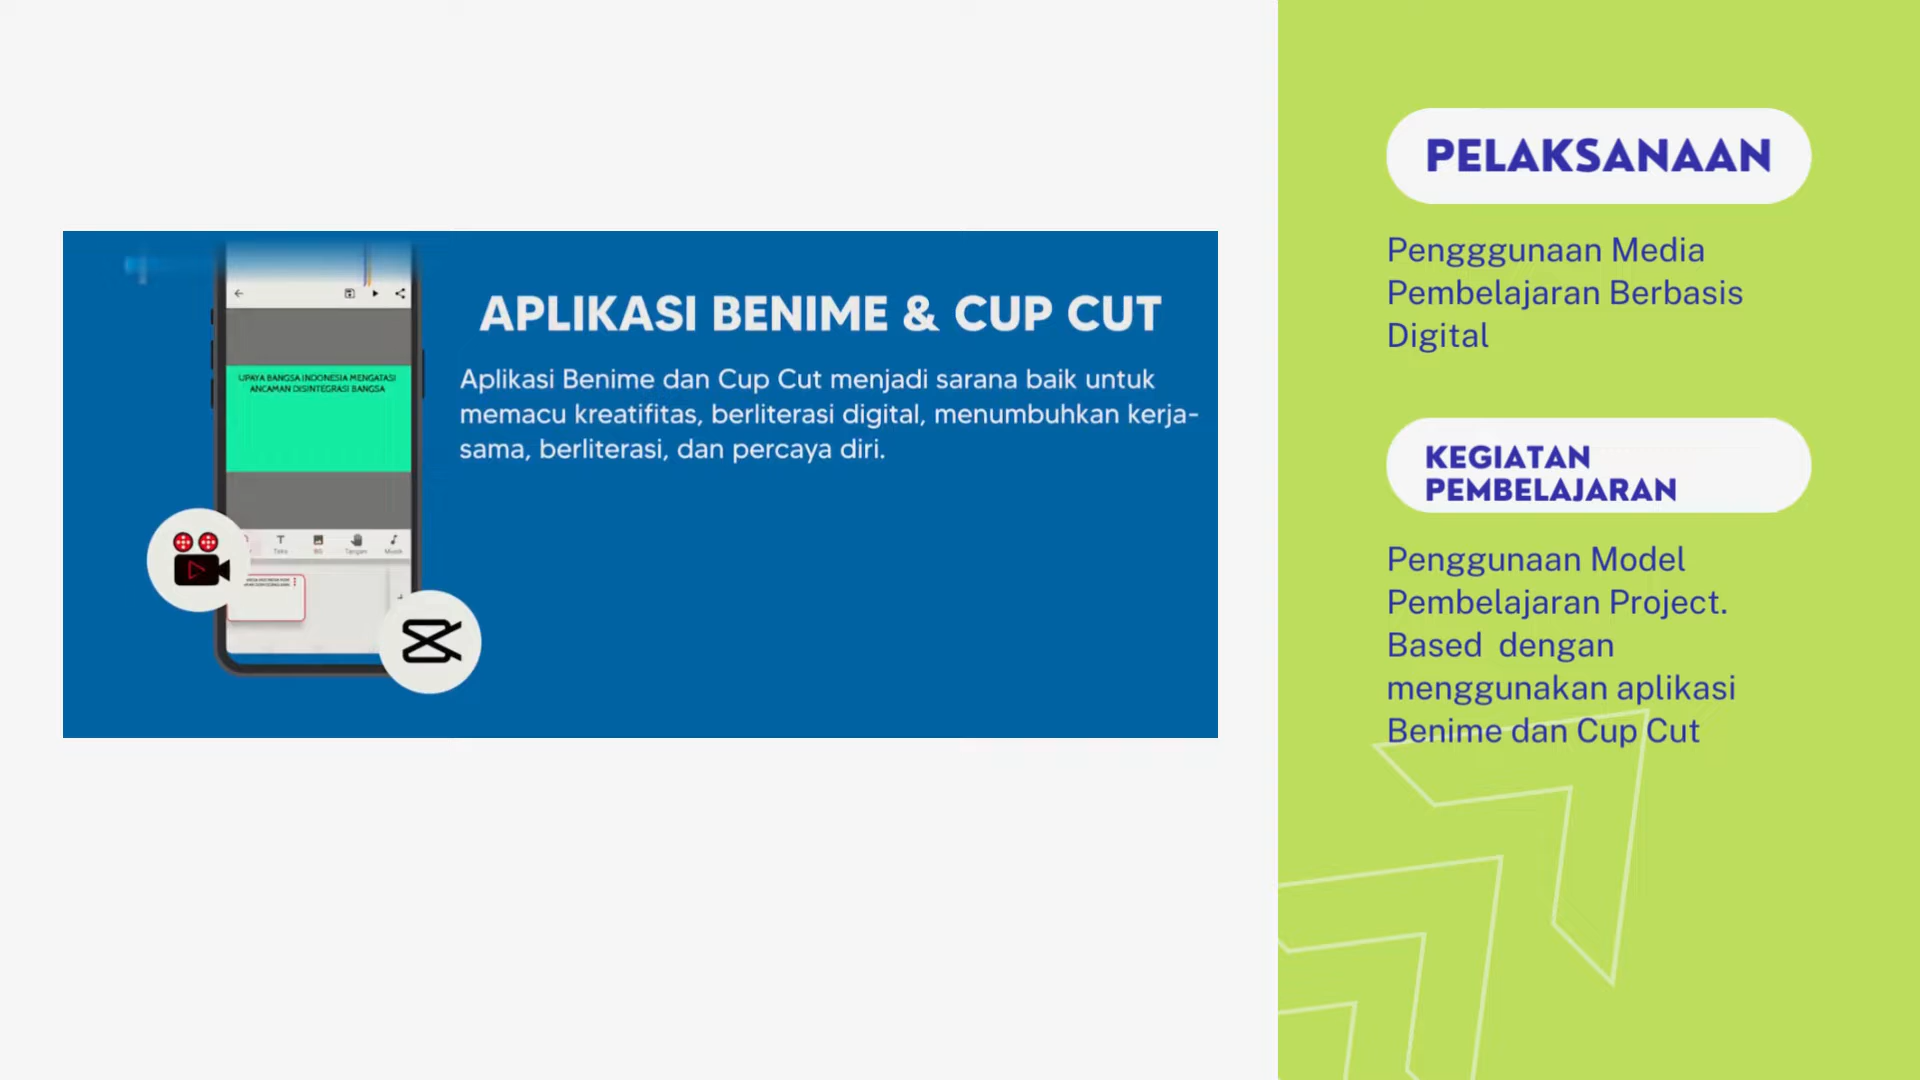 UPAYA BANGSA INDONESIA MENGATASI
ANCAMAN DISINTEGRASI BANGSA
Teks
BG
Tangan
Musik
APLIKASI BENIME & CUP CUT
Aplikasi Benime dan Cup Cut menjadi sarana baik untuk
memacu kreatifitas, berliterasi digital, menumbuhkan kerja-
sama, berliterasi, dan percaya diri.
PELAKSANAAN
Pengggunaan Media
Pembelajaran Berbasis
Digital
KEGIATAN
PEMBELAJARAN
Penggunaan Model
Pembelajaran Project.
Based dengan
menggunakan aplikasi
Benime dan Cup Cut